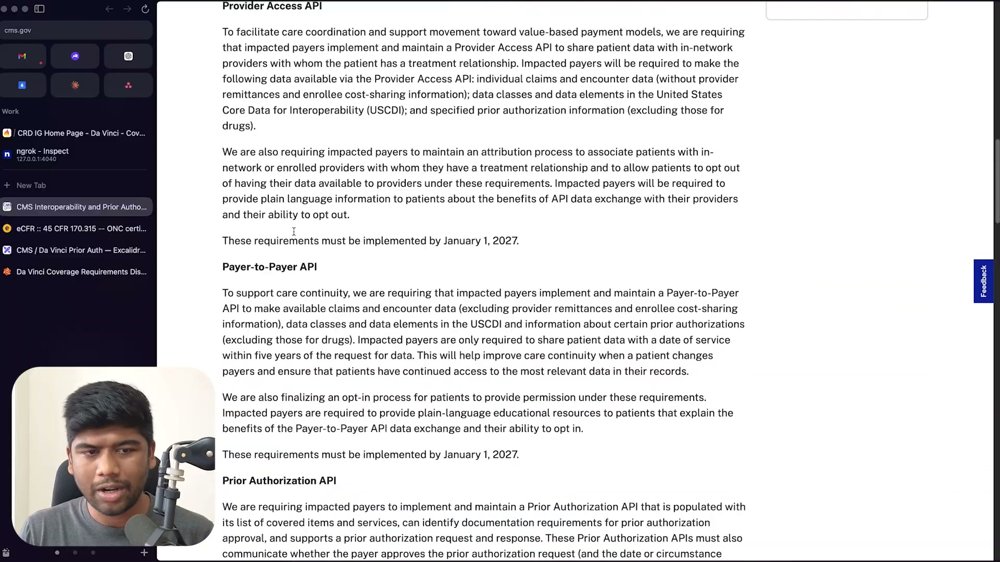 cms.gov
6
Work
CRD IG Home Page - Da Vinci - Cov...
ngrok - Inspect
127.0.0.1:4040
New Tab
CMS Interoperability and Prior Autho...
eCFR :: 45 CFR 170.315 -- ONC certi...
CMS / Da Vinci Prior Auth — Excalidr...
Da Vinci Coverage Requirements Dis...
Provider Access API
To facilitate care coordination and support movement toward value-based payment models, we are requiring
that impacted payers implement and maintain a Provider Access API to share patient data with in-network
providers with whom the patient has a treatment relationship. Impacted payers will be required to make the
following data available via the Provider Access API: individual claims and encounter data (without provider
remittances and enrollee cost-sharing information); data classes and data elements in the United States
Core Data for Interoperability (USCDI); and specified prior authorization information (excluding those for
drugs).
We are also requiring impacted payers to maintain an attribution process to associate patients with in-
network or enrolled providers with whom they have a treatment relationship and to allow patients to opt out
of having their data available to providers under these requirements. Impacted payers will be required to
provide plain language information to patients about the benefits of API data exchange with their providers
and their ability to opt out.
These requirements must be implemented by January 1, 2027.
Payer-to-Payer API
To support care continuity, we are requiring that impacted payers implement and maintain a Payer-to-Payer
API to make available claims and encounter data (excluding provider remittances and enrollee cost-sharing
information), data classes and data elements in the USCDI and information about certain prior authorizations
(excluding those for drugs). Impacted payers are only required to share patient data with a date of service
within five years of the request for data. This will help improve care continuity when a patient changes
payers and ensure that patients have continued access to the most relevant data in their records.
We are also finalizing an opt-in process for patients to provide permission under these requirements.
Impacted payers are required to provide plain-language educational resources to patients that explain the
benefits of the Payer-to-Payer API data exchange and their ability to opt in.
These requirements must be implemented by January 1, 2027.
Prior Authorization API
We are requiring impacted payers to implement and maintain a Prior Authorization API that is populated with
its list of covered items and services, can identify documentation requirements for prior authorization
approval, and supports a prior authorization request and response. These Prior Authorization APIs must also
communicate whether the payer approves the prior authorization request (and the date or circumstance
Feedback